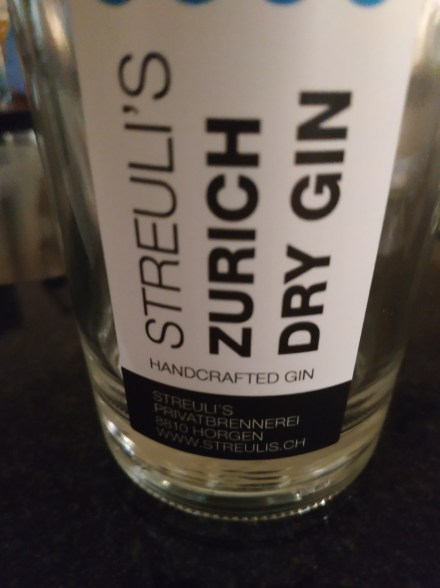 STREULI'S
ZURICH
DRY GIN
HANDCRAFTED GIN
STREULI'S
PRIVATBRENNEREI
8810 HORGEN
WWW.STREULIS.CH